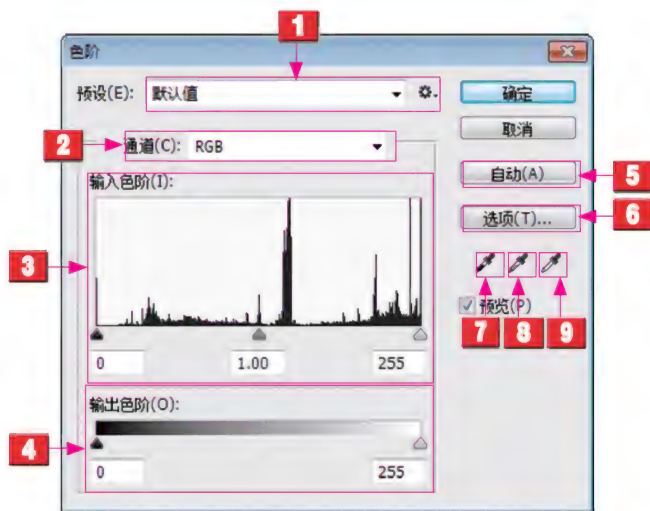 1
色阶
预设(E): 默认值
确定
取消
2
通道(C): RGB
自动(A)
5
输入色阶(I):
选项(T)...
6
3
预览(P)
7
8
9
0 1.00 255
输出色阶(O):
4
0 255